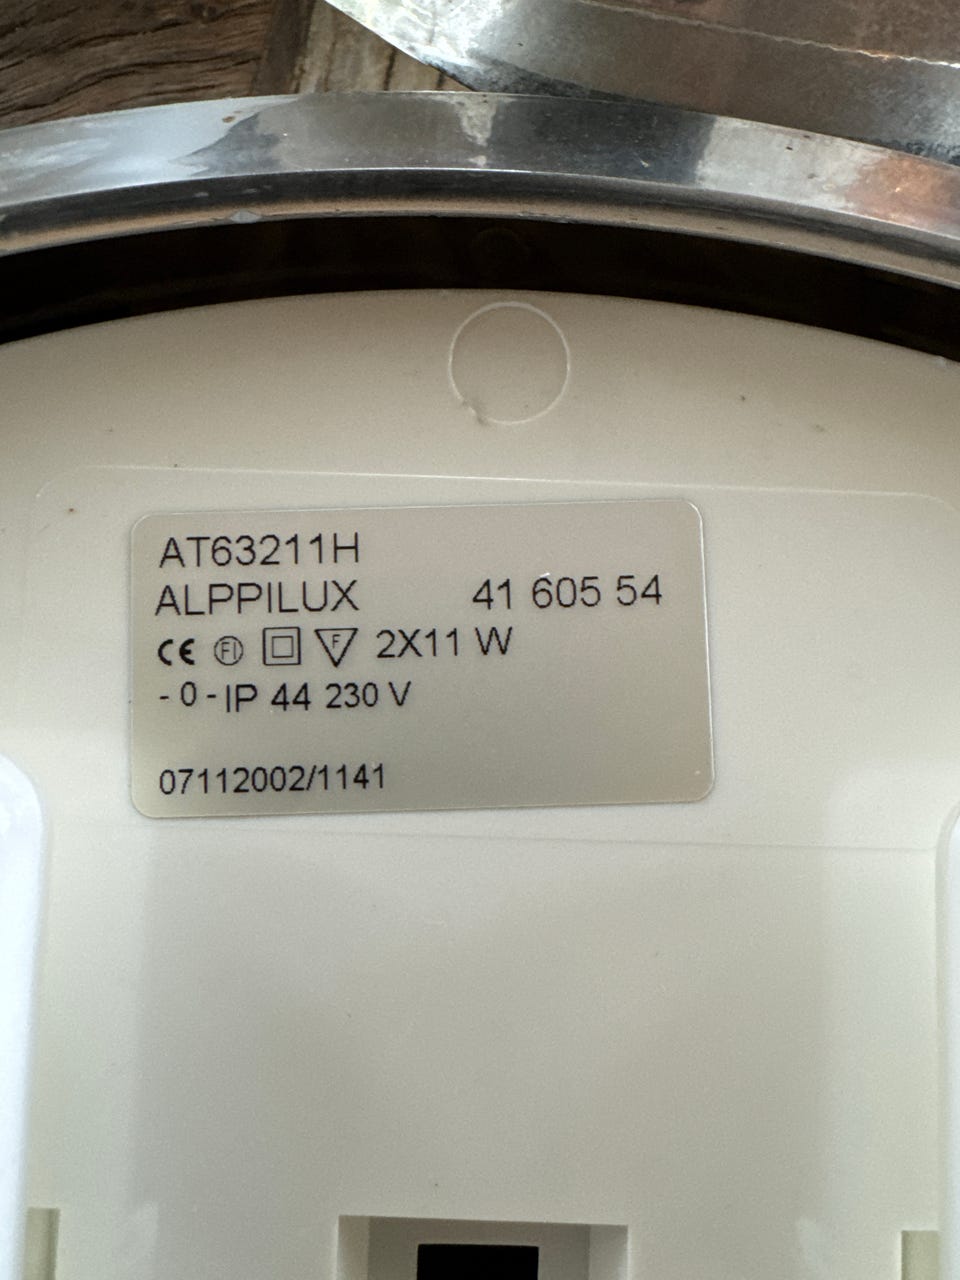 AT63211H
ALPPILUX 41 605 54
CE FI F 2X11 W
- 0 - IP 44 230 V
07112002/1141